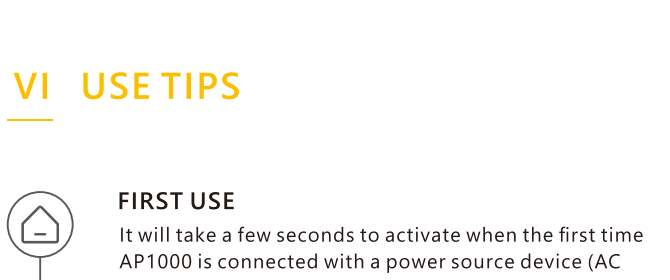 VI USE TIPS
FIRST USE
It will take a few seconds to activate when the first time
AP1000 is connected with a power source device (AC